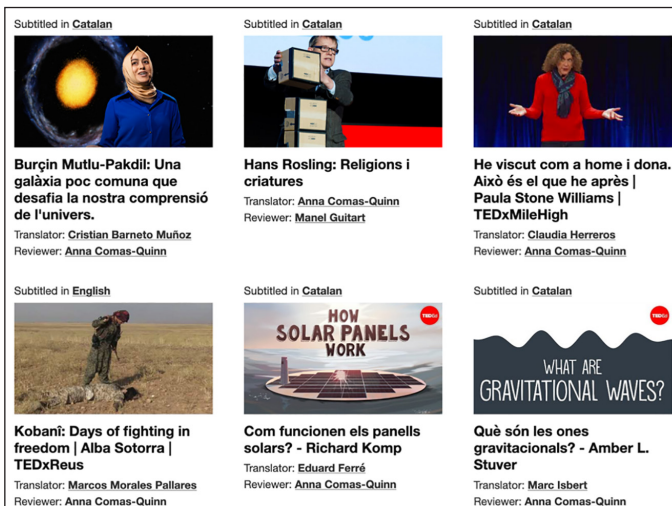 Subtitled in Catalan
Burçin Mutlu-Pakdil: Una
galàxia poc comuna que
desafia la nostra comprensió
de l'univers.
Translator: Cristian Barneto Muñoz
Reviewer: Anna Comas-Quinn
Subtitled in Catalan
Hans Rosling: Religions i
criatures
Translator: Anna Comas-Quinn
Reviewer: Manel Guitart
Subtitled in Catalan
He viscut com a home i dona.
Això és el que he après |
Paula Stone Williams |
TEDxMileHigh
Translator: Claudia Herreros
Reviewer: Anna Comas-Quinn
Subtitled in English
Kobanî: Days of fighting in
freedom | Alba Sotorra |
TEDxReus
Translator: Marcos Morales Pallares
Reviewer: Anna Comas-Quinn
Subtitled in Catalan
HOW
SOLAR PANELS
WORK
TEDEd
Com funcionen els panells
solars? - Richard Komp
Translator: Eduard Ferré
Reviewer: Anna Comas-Quinn
Subtitled in Catalan
TEDEd
WHAT ARE
GRAVITATIONAL WAVES?
Què són les ones
gravitacionals? - Amber L.
Stuver
Translator: Marc Isbert
Reviewer: Anna Comas-Quinn